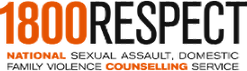 1800RESPECT
NATIONAL SEXUAL ASSAULT, DOMESTIC
FAMILY VIOLENCE COUNSELLING SERVICE